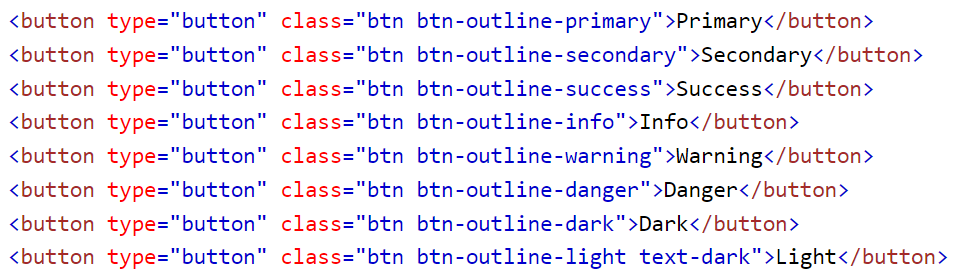 <button type="button" class="btn btn-outline-primary">Primary</button>
<button type="button" class="btn btn-outline-secondary">Secondary</button>
<button type="button" class="btn btn-outline-success">Success</button>
<button type="button" class="btn btn-outline-info">Info</button>
<button type="button" class="btn btn-outline-warning">Warning</button>
<button type="button" class="btn btn-outline-danger">Danger</button>
<button type="button" class="btn btn-outline-dark">Dark</button>
<button type="button" class="btn btn-outline-light text-dark">Light</button>